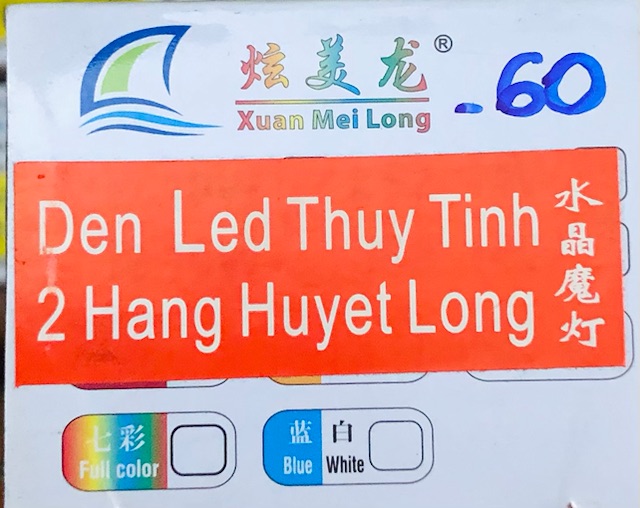 炫美龙®
Xuan Mei Long
-60
Den Led Thuy Tinh
2 Hang Huyet Long
水晶魔灯
七彩
Full color
蓝 白
Blue White